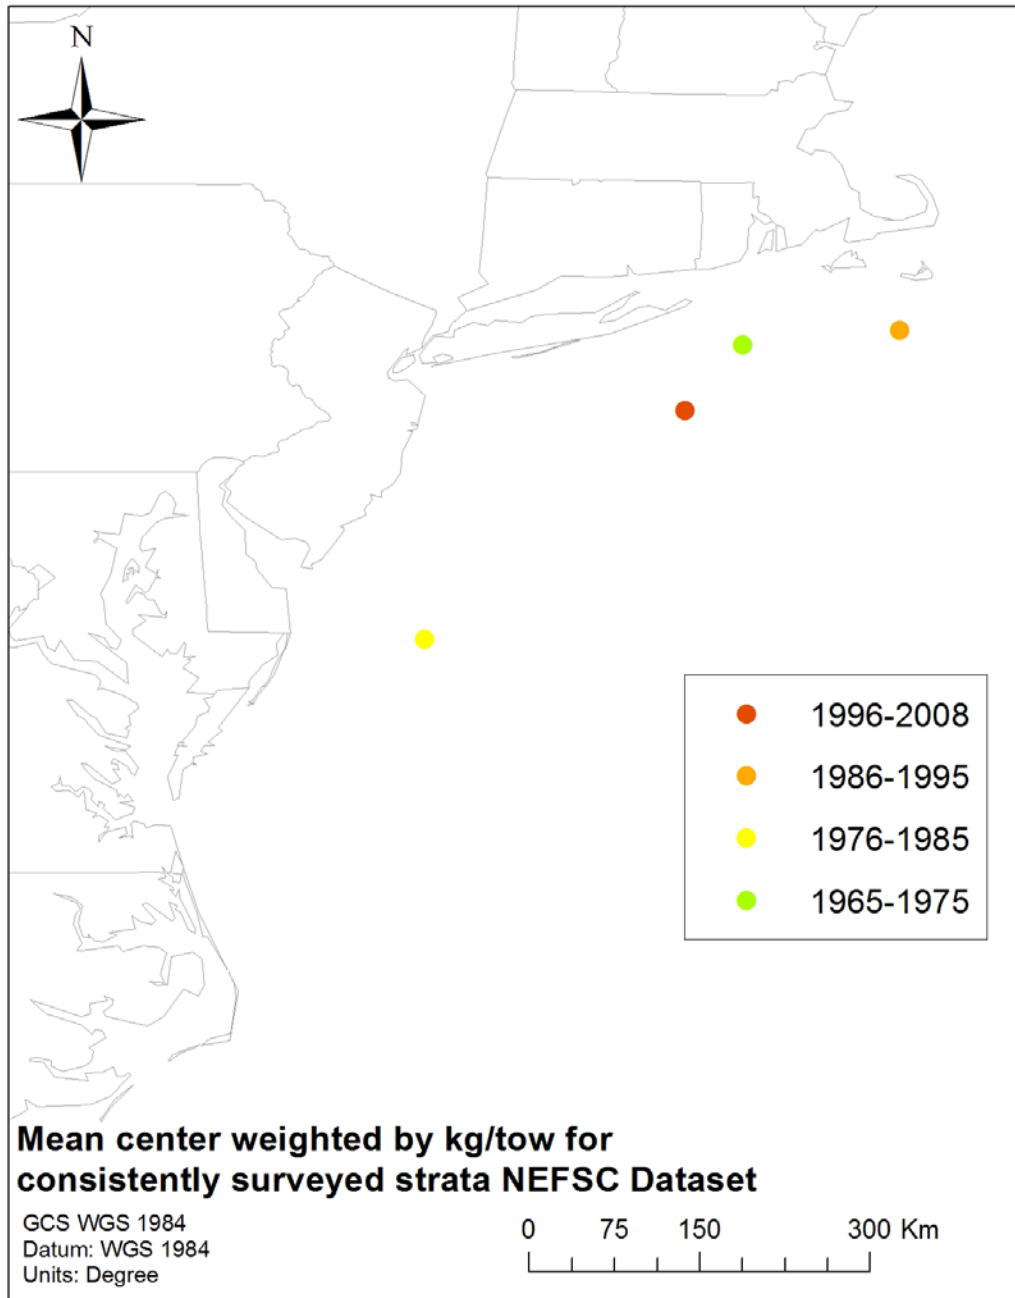 N
1996-2008
1986-1995
1976-1985
1965-1975
Mean center weighted by kg/tow for
consistently surveyed strata NEFSC Dataset
GCS WGS 1984
Datum: WGS 1984
Units: Degree
0 75 150 300 Km